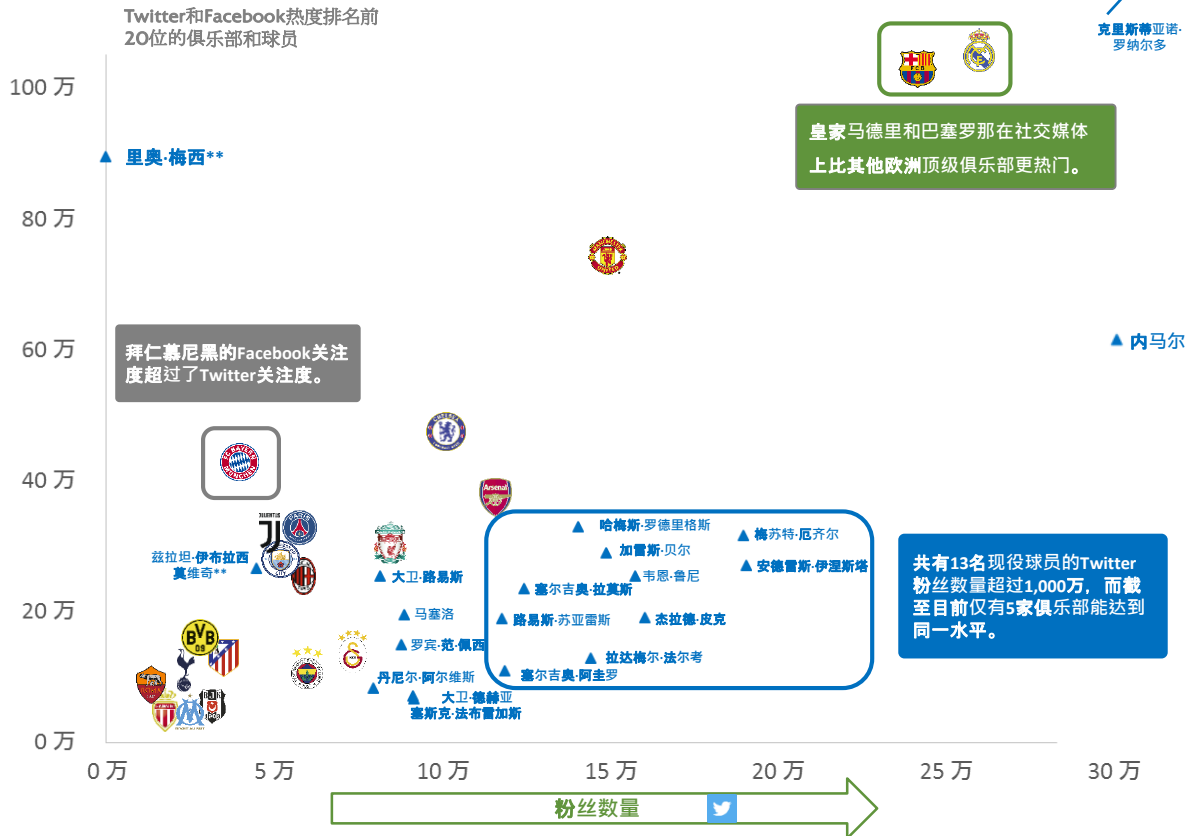 Twitter和Facebook热度排名前
20位的俱乐部和球员
克里斯蒂亚诺·
罗纳尔多
100 万
皇家马德里和巴塞罗那在社交媒体
上比其他欧洲顶级俱乐部更热门。
里奥·梅西**
80 万
60 万
内马尔
拜仁慕尼黑的Facebook关注
度超过了Twitter关注度。
CHELSEA
FC BAYERN
MÜNCHEN
40 万
Arsenal
JUVENTUS
PARIS
哈梅斯·罗德里格斯
梅苏特·厄齐尔
加雷斯·贝尔
兹拉坦·伊布拉西
莫维奇**
安德雷斯·伊涅斯塔
大卫·路易斯
韦恩·鲁尼
塞尔吉奥·拉莫斯
共有13名现役球员的Twitter
粉丝数量超过1,000万，而截
至目前仅有5家俱乐部能达到
同一水平。
20 万
马塞洛
路易斯·苏亚雷斯
杰拉德·皮克
BVB
09
罗宾·范·佩西
拉达梅尔·法尔考
丹尼尔·阿尔维斯
塞尔吉奥·阿圭罗
大卫·德赫亚
塞斯克·法布雷加斯
0 万
0 万
5 万
10 万
15 万
20 万
25 万
30 万
粉丝数量